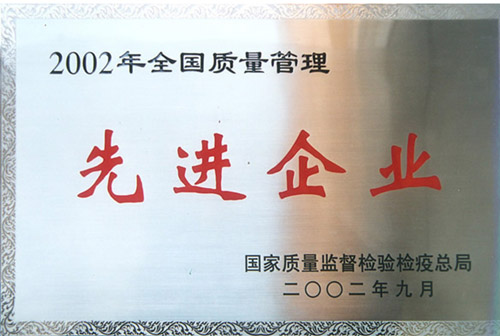 2002年全国质量管理
先进企业
国家质量监督检验检疫总局
二〇〇二年九月